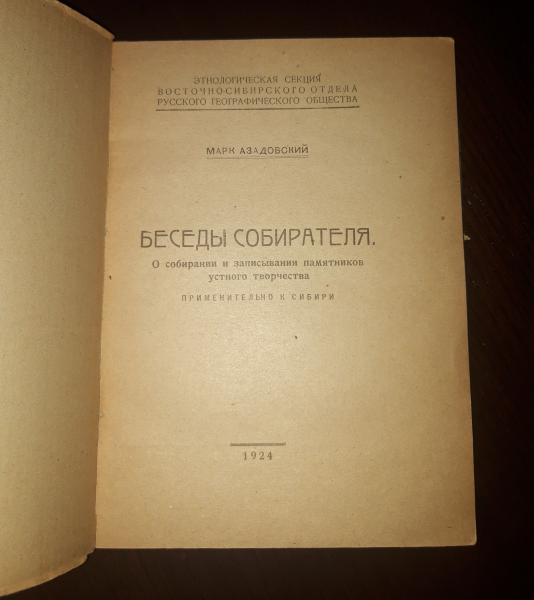 ЭТНОЛОГИЧЕСКАЯ СЕКЦИЯ
ВОСТОЧНО-СИБИРСКОГО ОТДЕЛА
РУССКОГО ГЕОГРАФИЧЕСКОГО ОБЩЕСТВА
МАРК АЗАДОВСКИЙ
БЕСЕДЫ СОБИРАТЕЛЯ.
О собирании и записывании памятников
устного творчества
ПРИМЕНИТЕЛЬНО К СИБИРИ
1924